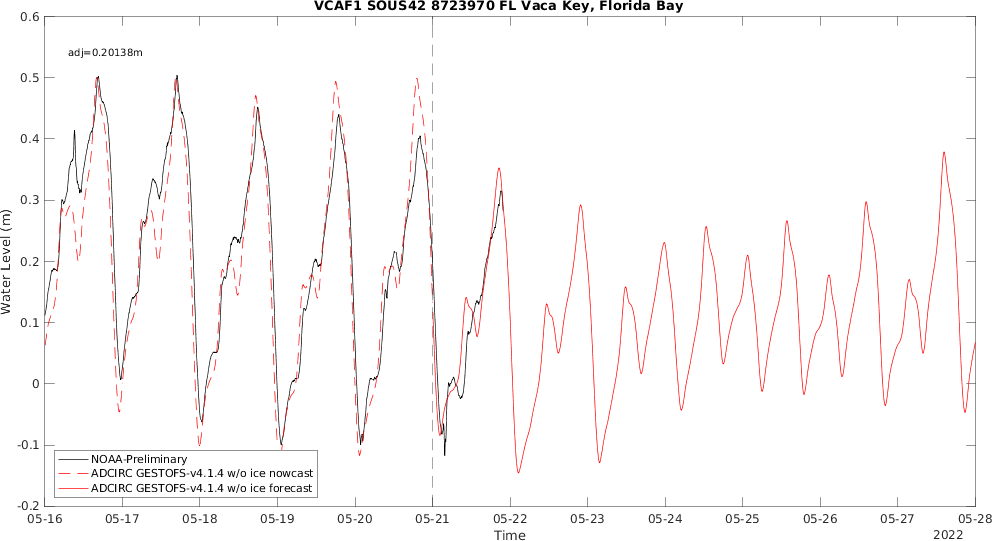 VCAF1 SOUS42 8723970 FL Vaca Key, Florida Bay
0.6
adj=0.20138m
0.5
0.4
0.3
0.2
0.1
0
-0.1
-0.2
Water Level (m)
NOAA-Preliminary
ADCIRC GESTOFS-v4.1.4 w/o ice nowcast
ADCIRC GESTOFS-v4.1.4 w/o ice forecast
05-16 05-17 05-18 05-19 05-20 05-21 05-22 05-23 05-24 05-25 05-26 05-27 05-28
Time
2022